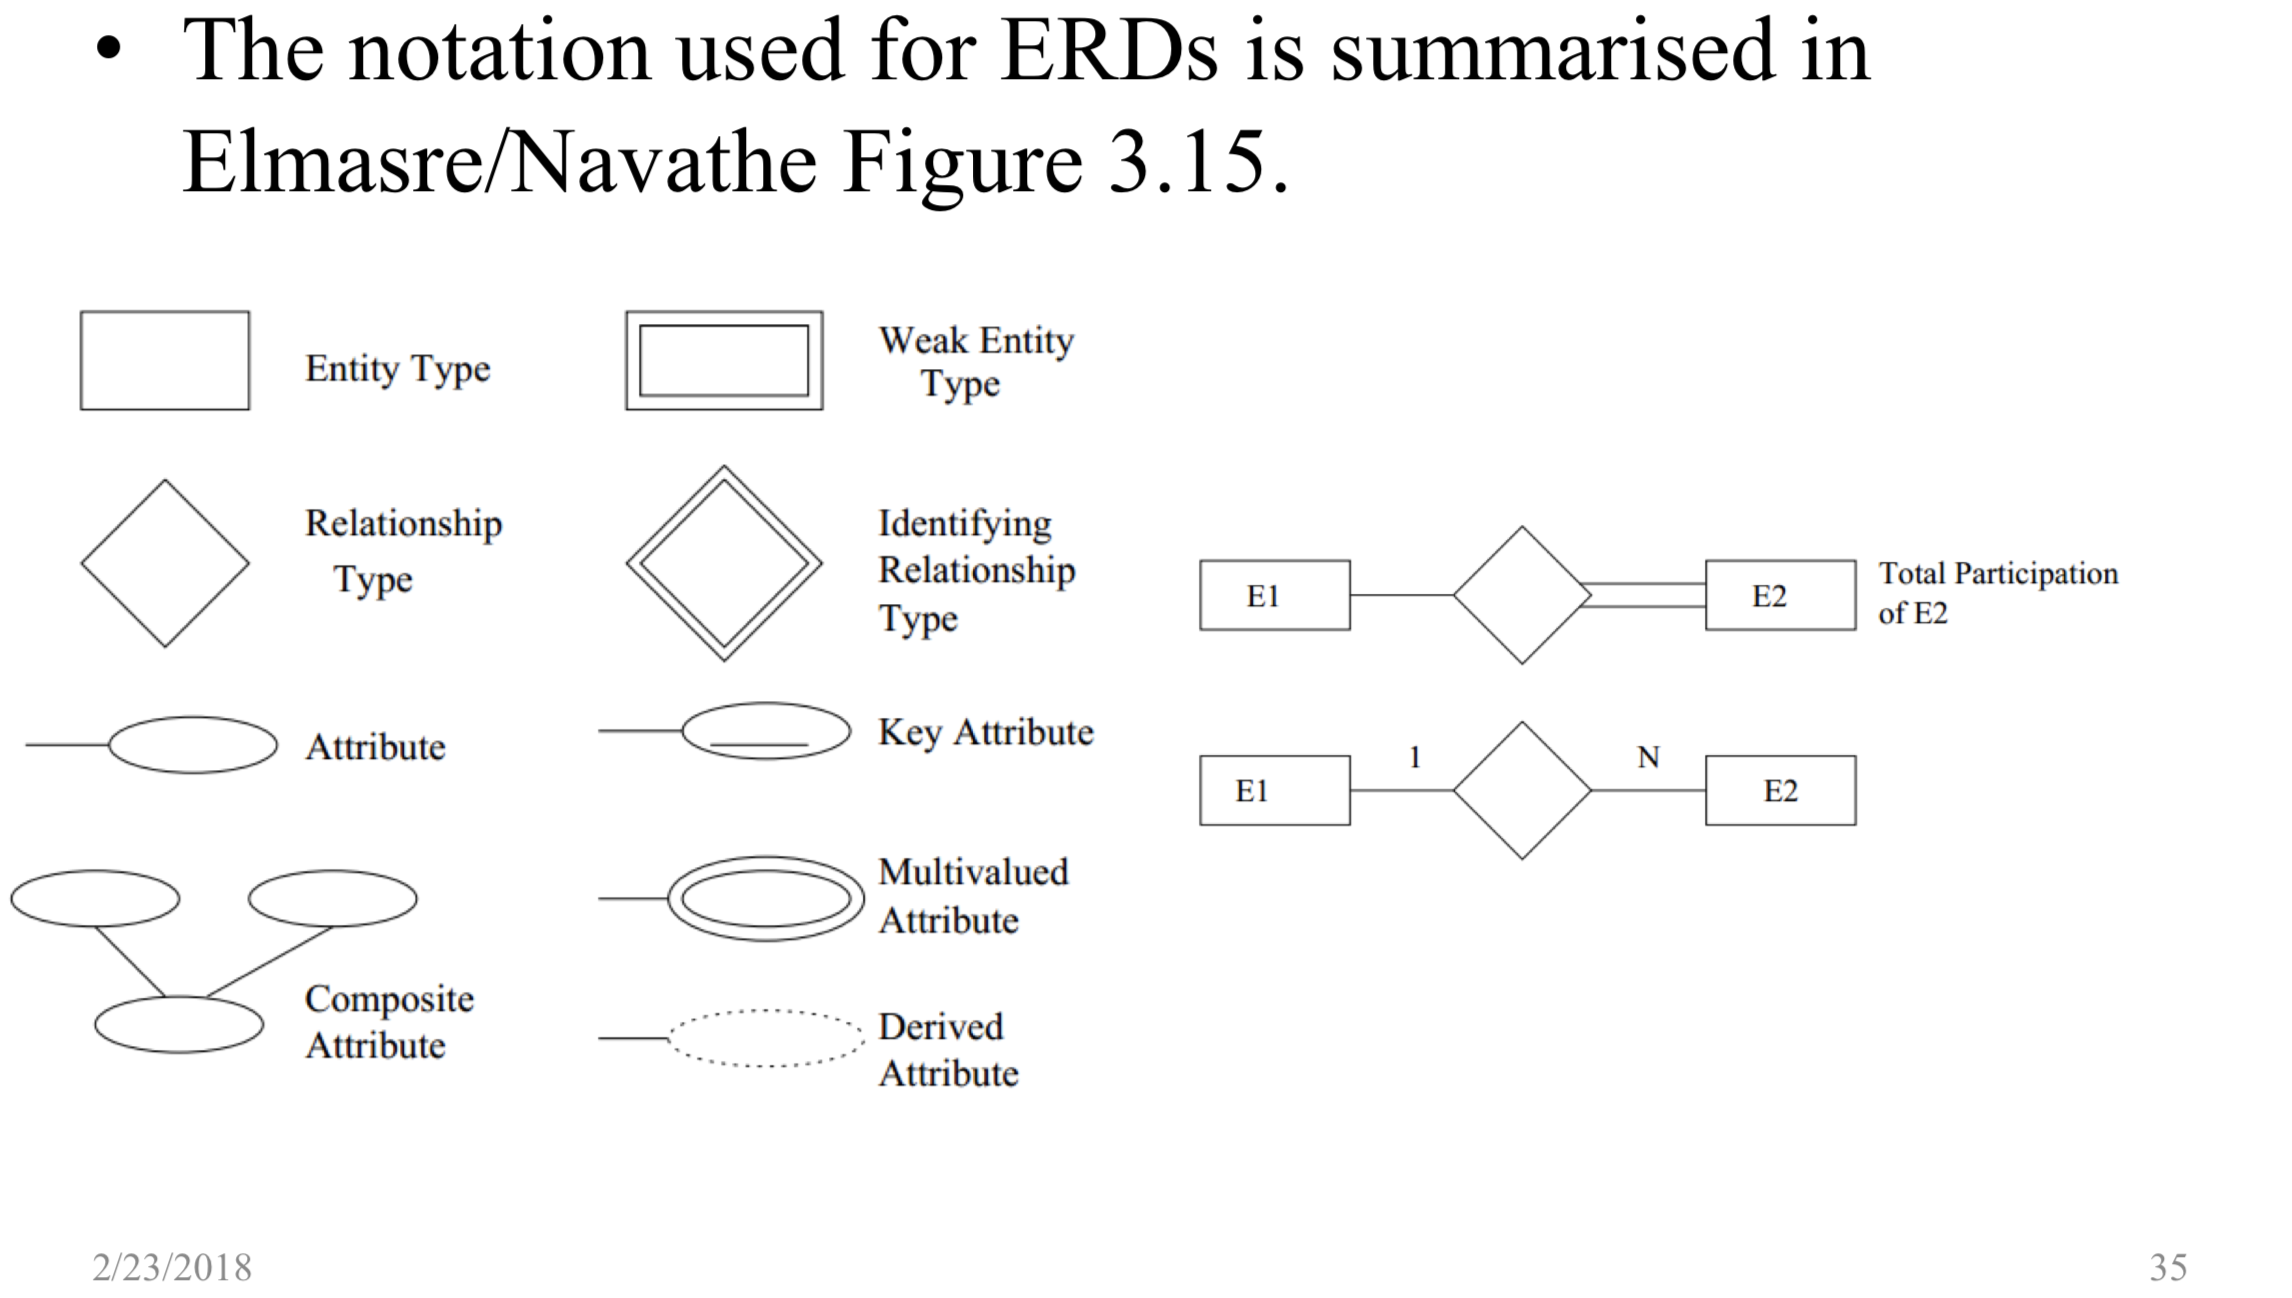 • The notation used for ERDs is summarised in
Elmasre/Navathe Figure 3.15.
Entity Type
Weak Entity
Type
Relationship
Type
Identifying
Relationship
Type
E1
E2
Total Participation
of E2
Attribute
Key Attribute
E1
1
N
E2
Multivalued
Attribute
Composite
Attribute
Derived
Attribute
2/23/2018
35